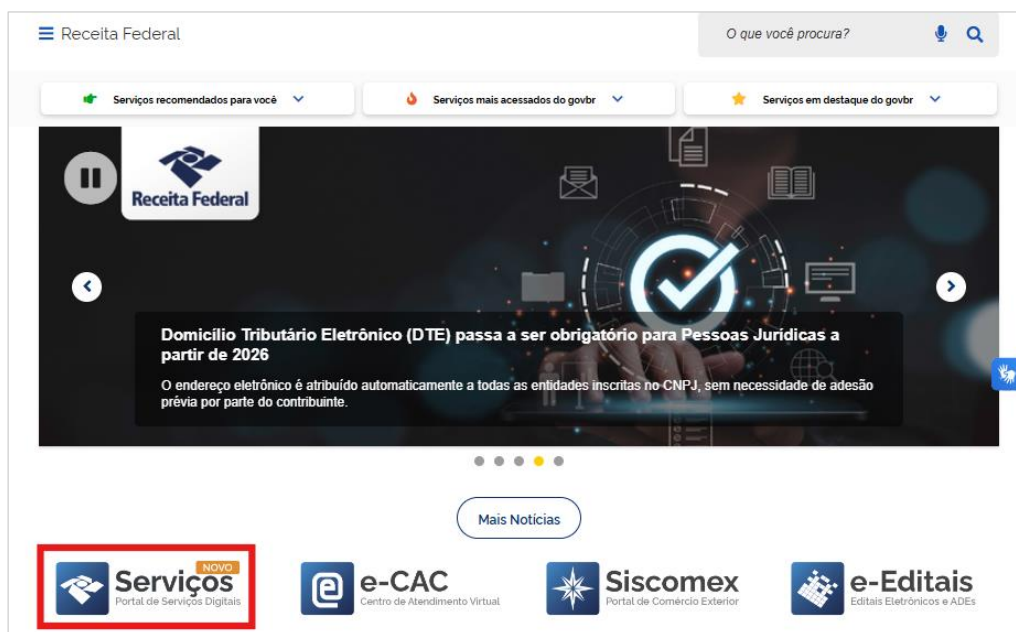 Receita Federal
O que você procura?
Serviços recomendados para você
Serviços mais acessados do govbr
Serviços em destaque do govbr
Receita Federal
Domicílio Tributário Eletrônico (DTE) passa a ser obrigatório para Pessoas Jurídicas a
partir de 2026
O endereço eletrônico é atribuído automaticamente a todas as entidades inscritas no CNPJ, sem necessidade de adesão
prévia por parte do contribuinte.
Mais Notícias
NOVO
Serviços
Portal de Serviços Digitais
e-CAC
Centro de Atendimento Virtual
Siscomex
Portal de Comércio Exterior
e-Editais
Editais Eletrônicos e ADEs